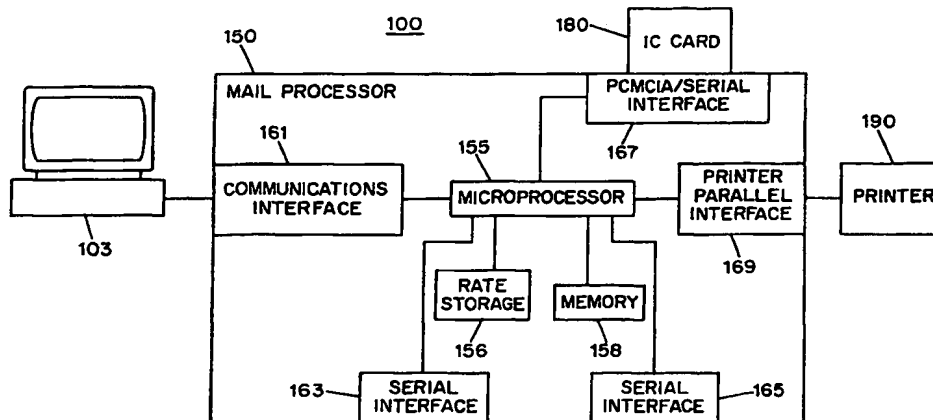 100
150
180
IC CARD
MAIL PROCESSOR
PCMCIA/SERIAL
INTERFACE
167
190
161
155
COMMUNICATIONS
INTERFACE
MICROPROCESSOR
PRINTER
PARALLEL
INTERFACE
PRINTER
103
169
RATE
STORAGE
MEMORY
156
158
163
SERIAL
INTERFACE
SERIAL
INTERFACE
165